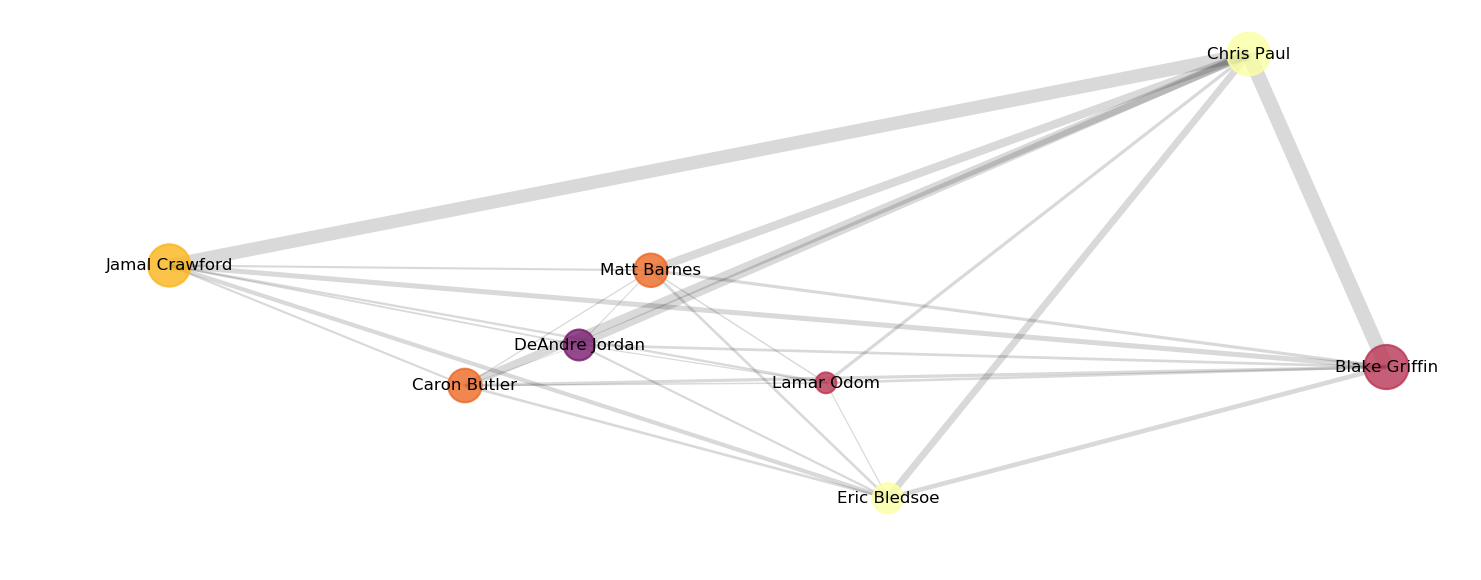 Chris Paul
Jamal Crawford
Matt Barnes
DeAndre Jordan
Blake Griffin
Caron Butler
Lamar Odom
Eric Bledsoe